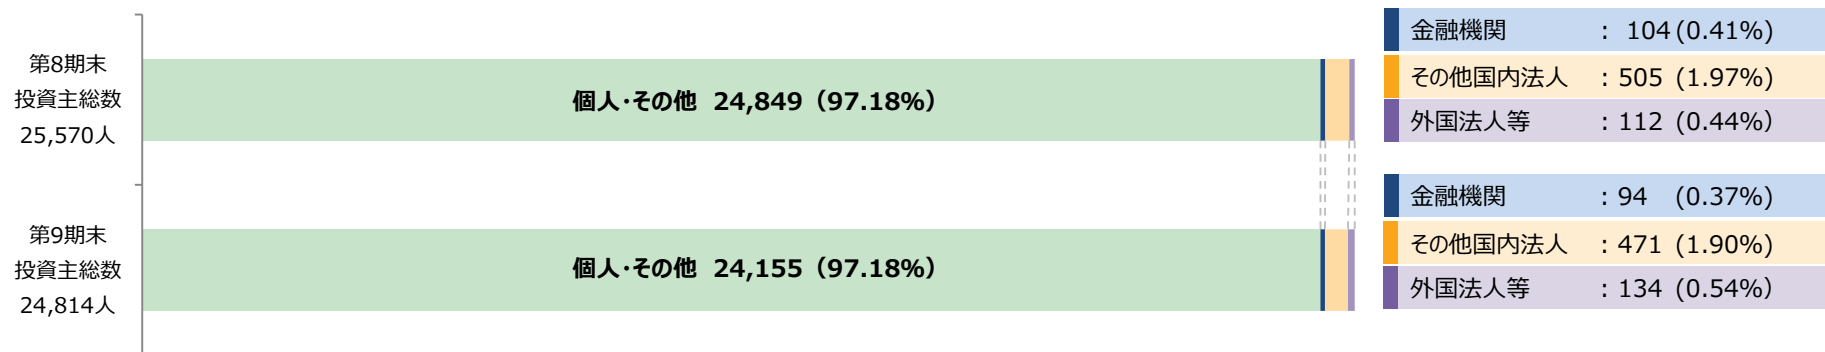 第8期末
投資主総数
25,570人
個人・その他 24,849（97.18%）
金融機関 : 104 (0.41%)
その他国内法人 : 505 (1.97%)
外国法人等 : 112 (0.44%）
第9期末
投資主総数
24,814人
個人・その他 24,155（97.18%）
金融機関 : 94 (0.37%)
その他国内法人 : 471 (1.90%)
外国法人等 : 134 (0.54%）